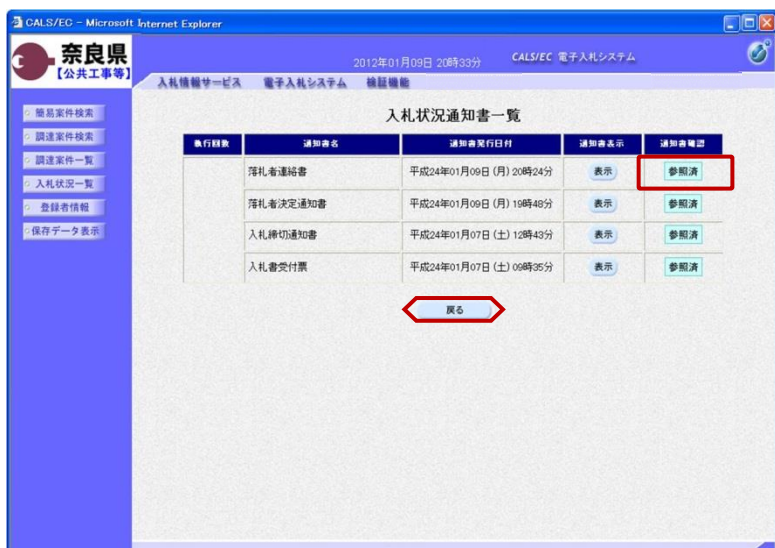 CALS/EC - Microsoft Internet Explorer
奈良県
【公共工事等】
2012年01月09日 20時33分
CALS/EC 電子入札システム
入札情報サービス 電子入札システム 検証機能
簡易案件検索
調達案件検索
調達案件一覧
入札状況一覧
登録者情報
保存データ表示
入札状況通知書一覧
執行回数 通知書名 通知書発行日付 通知書表示 通知書確認
落札者連絡書 平成24年01月09日(月) 20時24分 表示 参照済
落札者決定通知書 平成24年01月09日(月) 19時48分 表示 参照済
入札締切通知書 平成24年01月07日(土) 12時43分 表示 参照済
入札書受付票 平成24年01月07日(土) 09時35分 表示 参照済
戻る